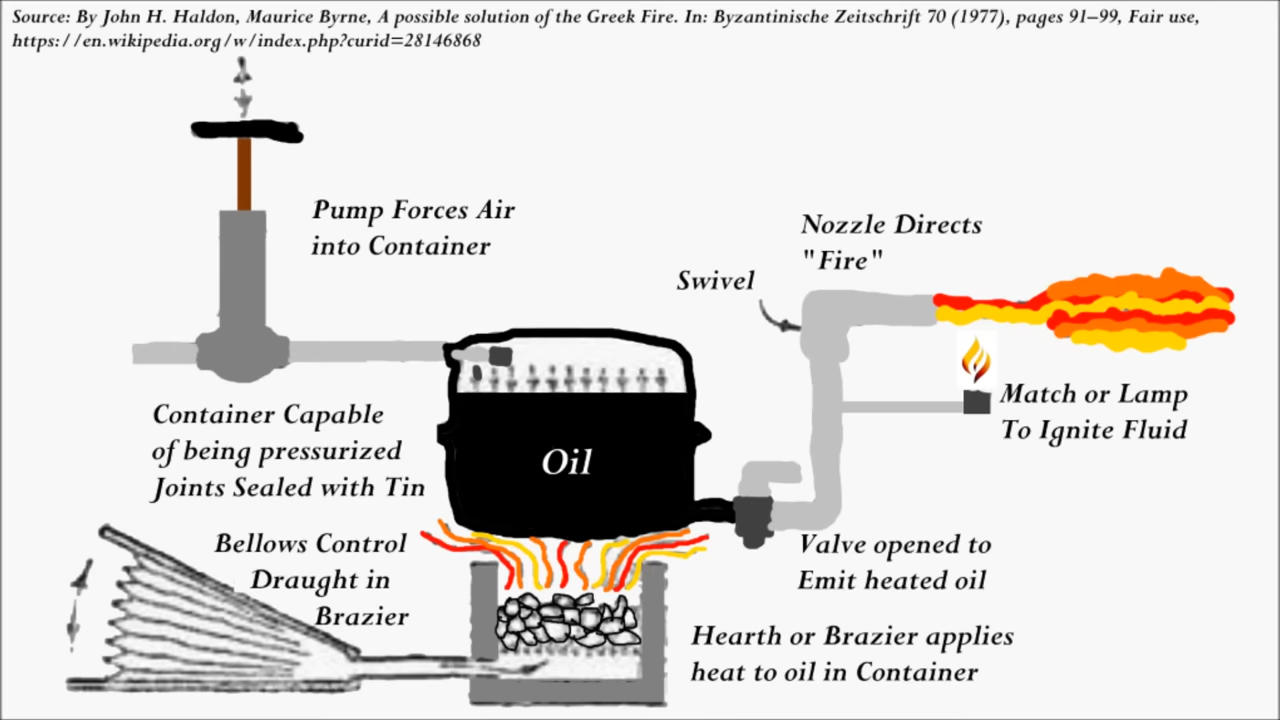 Source: By John H. Haldon, Maurice Byrne, A possible solution of the Greek Fire. In: Byzantinische Zeitschrift 70 (1977), pages 91–99, Fair use,
https://en.wikipedia.org/w/index.php?curid=28146868
Pump Forces Air
into Container
Nozzle Directs
"Fire"
Swivel
Match or Lamp
To Ignite Fluid
Container Capable
of being pressurized
Joints Sealed with Tin
Oil
Bellows Control
Draught in
Brazier
Valve opened to
Emit heated oil
Hearth or Brazier applies
heat to oil in Container